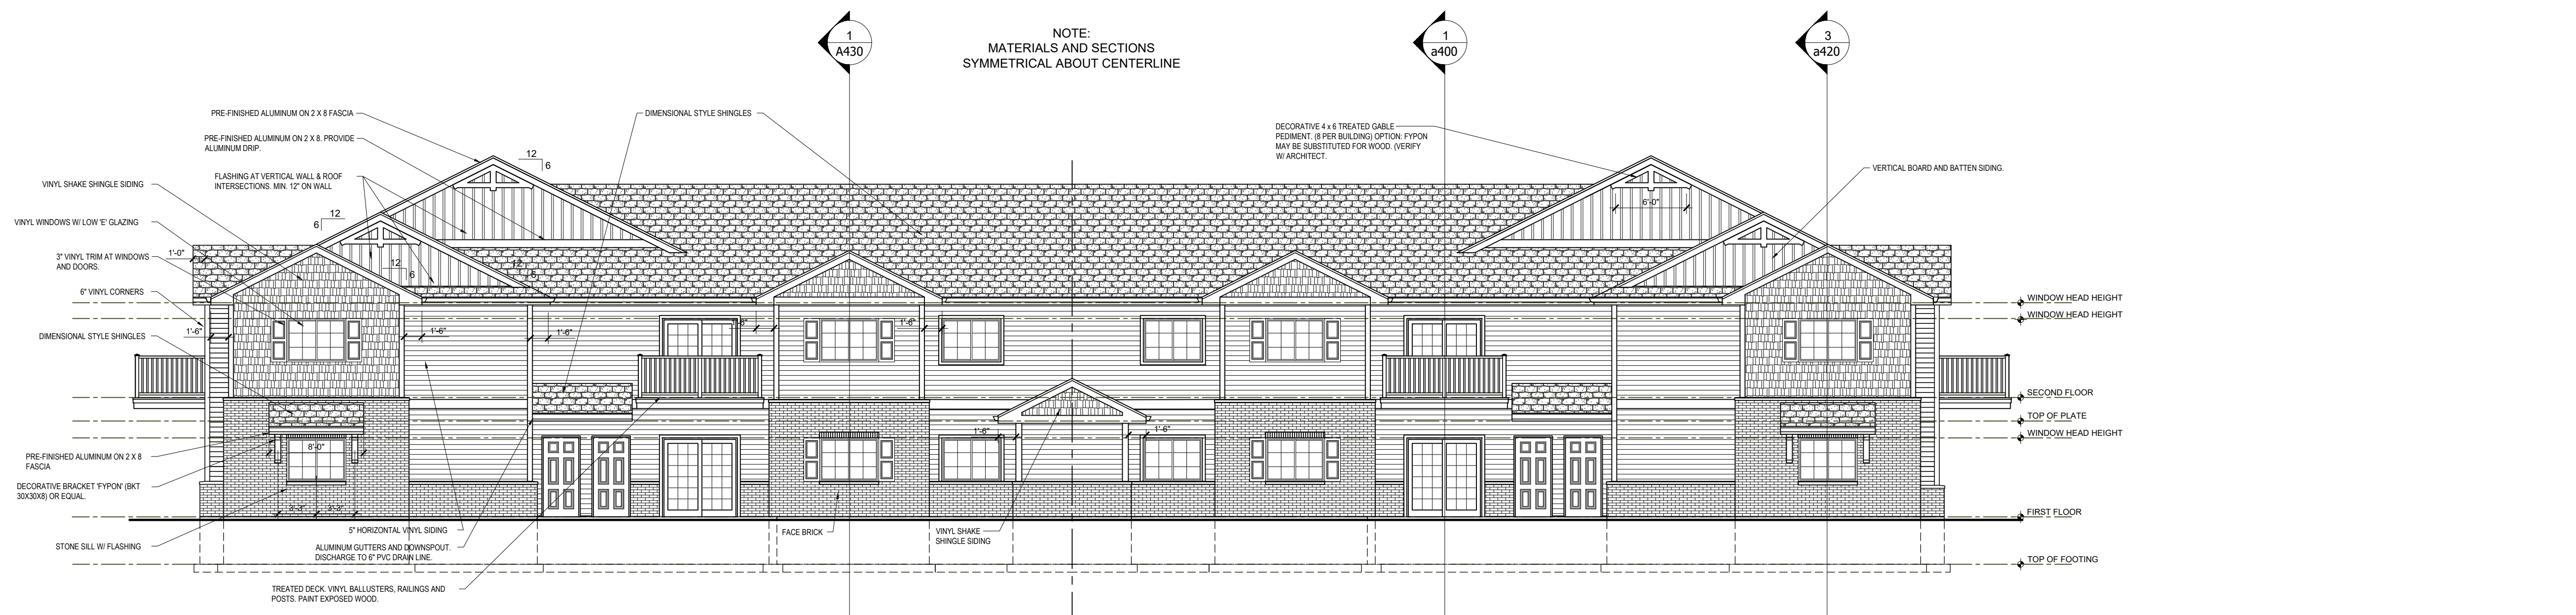 1
A430
NOTE:
MATERIALS AND SECTIONS
SYMMETRICAL ABOUT CENTERLINE
1
a400
3
a420
PRE-FINISHED ALUMINUM ON 2 X 8 FASCIA
PRE-FINISHED ALUMINUM ON 2 X 8. PROVIDE
ALUMINUM DRIP.
FLASHING AT VERTICAL WALL & ROOF
INTERSECTIONS. MIN. 12" ON WALL
VINYL SHAKE SHINGLE SIDING
VINYL WINDOWS W/ LOW 'E' GLAZING
3" VINYL TRIM AT WINDOWS
AND DOORS.
6" VINYL CORNERS
DIMENSIONAL STYLE SHINGLES
PRE-FINISHED ALUMINUM ON 2 X 8
FASCIA
DECORATIVE BRACKET 'FYPON' (BKT
30X30X8) OR EQUAL.
STONE SILL W/ FLASHING
5" HORIZONTAL VINYL SIDING
ALUMINUM GUTTERS AND DOWNSPOUT.
DISCHARGE TO 6" PVC DRAIN LINE.
TREATED DECK. VINYL BALLUSTERS, RAILINGS AND
POSTS. PAINT EXPOSED WOOD.
DIMENSIONAL STYLE SHINGLES
DECORATIVE 4 x 6 TREATED GABLE
PEDIMENT. (8 PER BUILDING) OPTION: FYPON
MAY BE SUBSTITUTED FOR WOOD. (VERIFY
W/ ARCHITECT.
VERTICAL BOARD AND BATTEN SIDING.
12
6
12
6
12
6
12
6
1'-0"
6'-0"
1'-6"
1'-6"
1'-6"
1'-6"
1'-6"
1'-6"
1'-6"
8'-0"
3'-3"
3'-3"
FACE BRICK
VINYL SHAKE
SHINGLE SIDING
WINDOW HEAD HEIGHT
WINDOW HEAD HEIGHT
SECOND FLOOR
TOP OF PLATE
WINDOW HEAD HEIGHT
FIRST FLOOR
TOP OF FOOTING